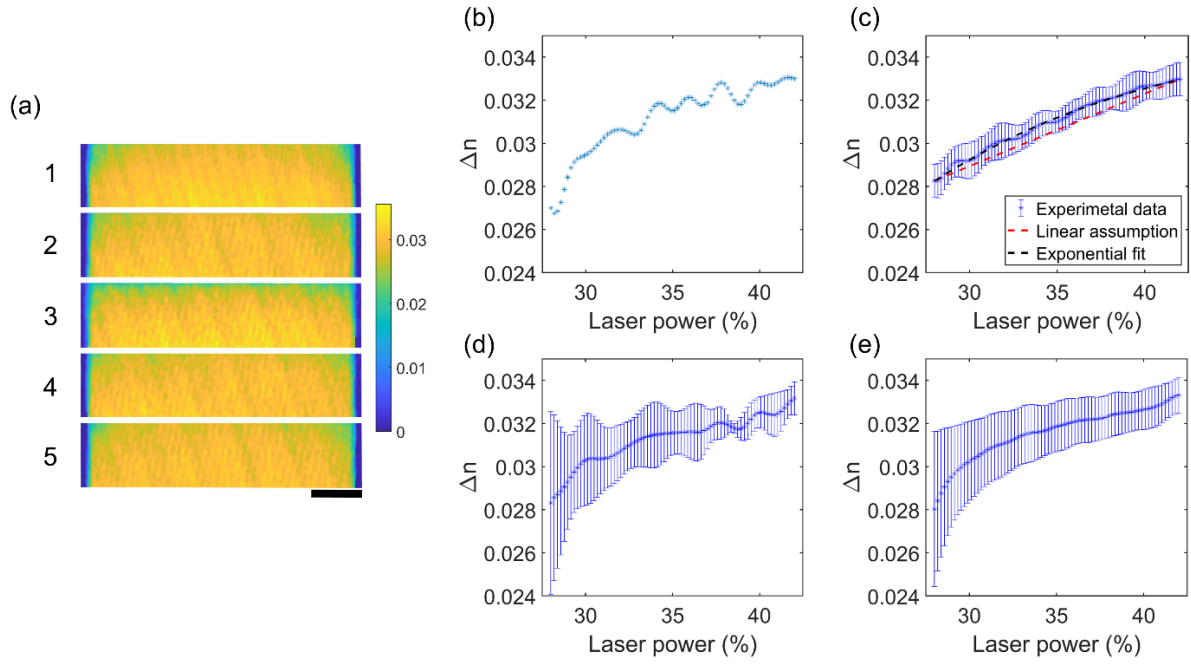 (a)
1
2
3
4
5
0.03
0.02
0.01
0
(b)
0.034
0.032
0.03
0.028
0.026
0.024
Δn
30
35
40
Laser power (%)
(c)
0.034
0.032
0.03
0.028
0.026
0.024
Δn
Experimetal data
Linear assumption
Exponential fit
30
35
40
Laser power (%)
(d)
0.034
0.032
0.03
0.028
0.026
0.024
Δn
30
35
40
Laser power (%)
(e)
0.034
0.032
0.03
0.028
0.026
0.024
Δn
30
35
40
Laser power (%)